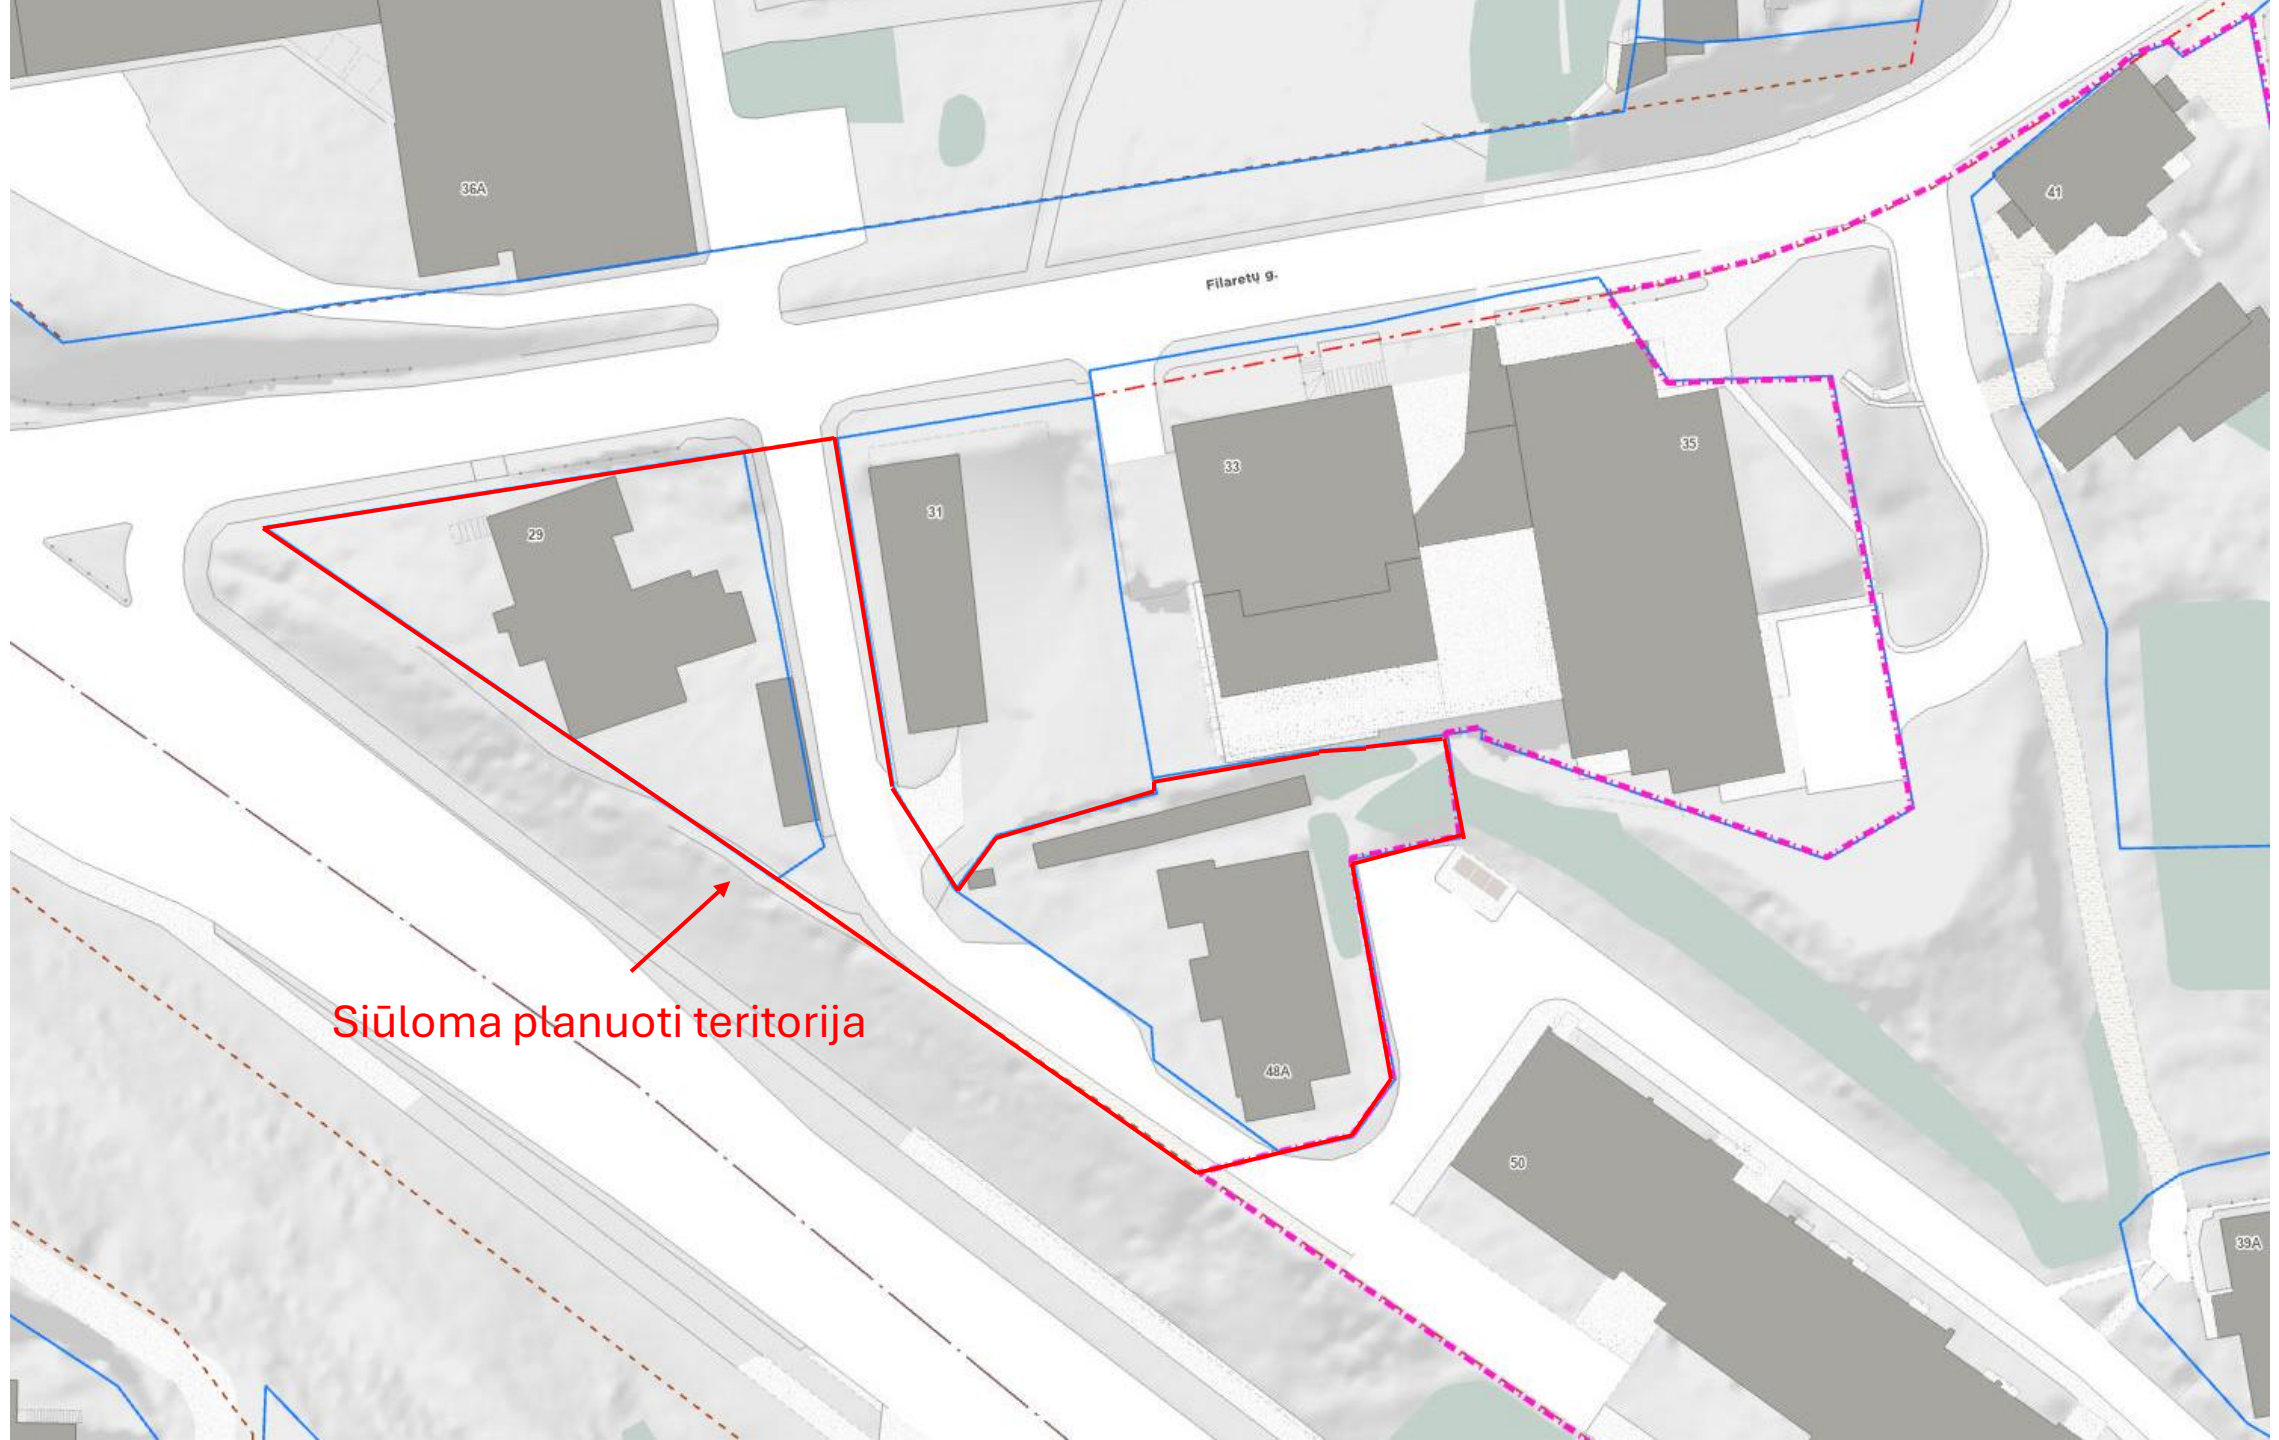 36A
41
Filaretų g.
35
33
31
29
Siūloma planuoti teritorija
48A
50
39A